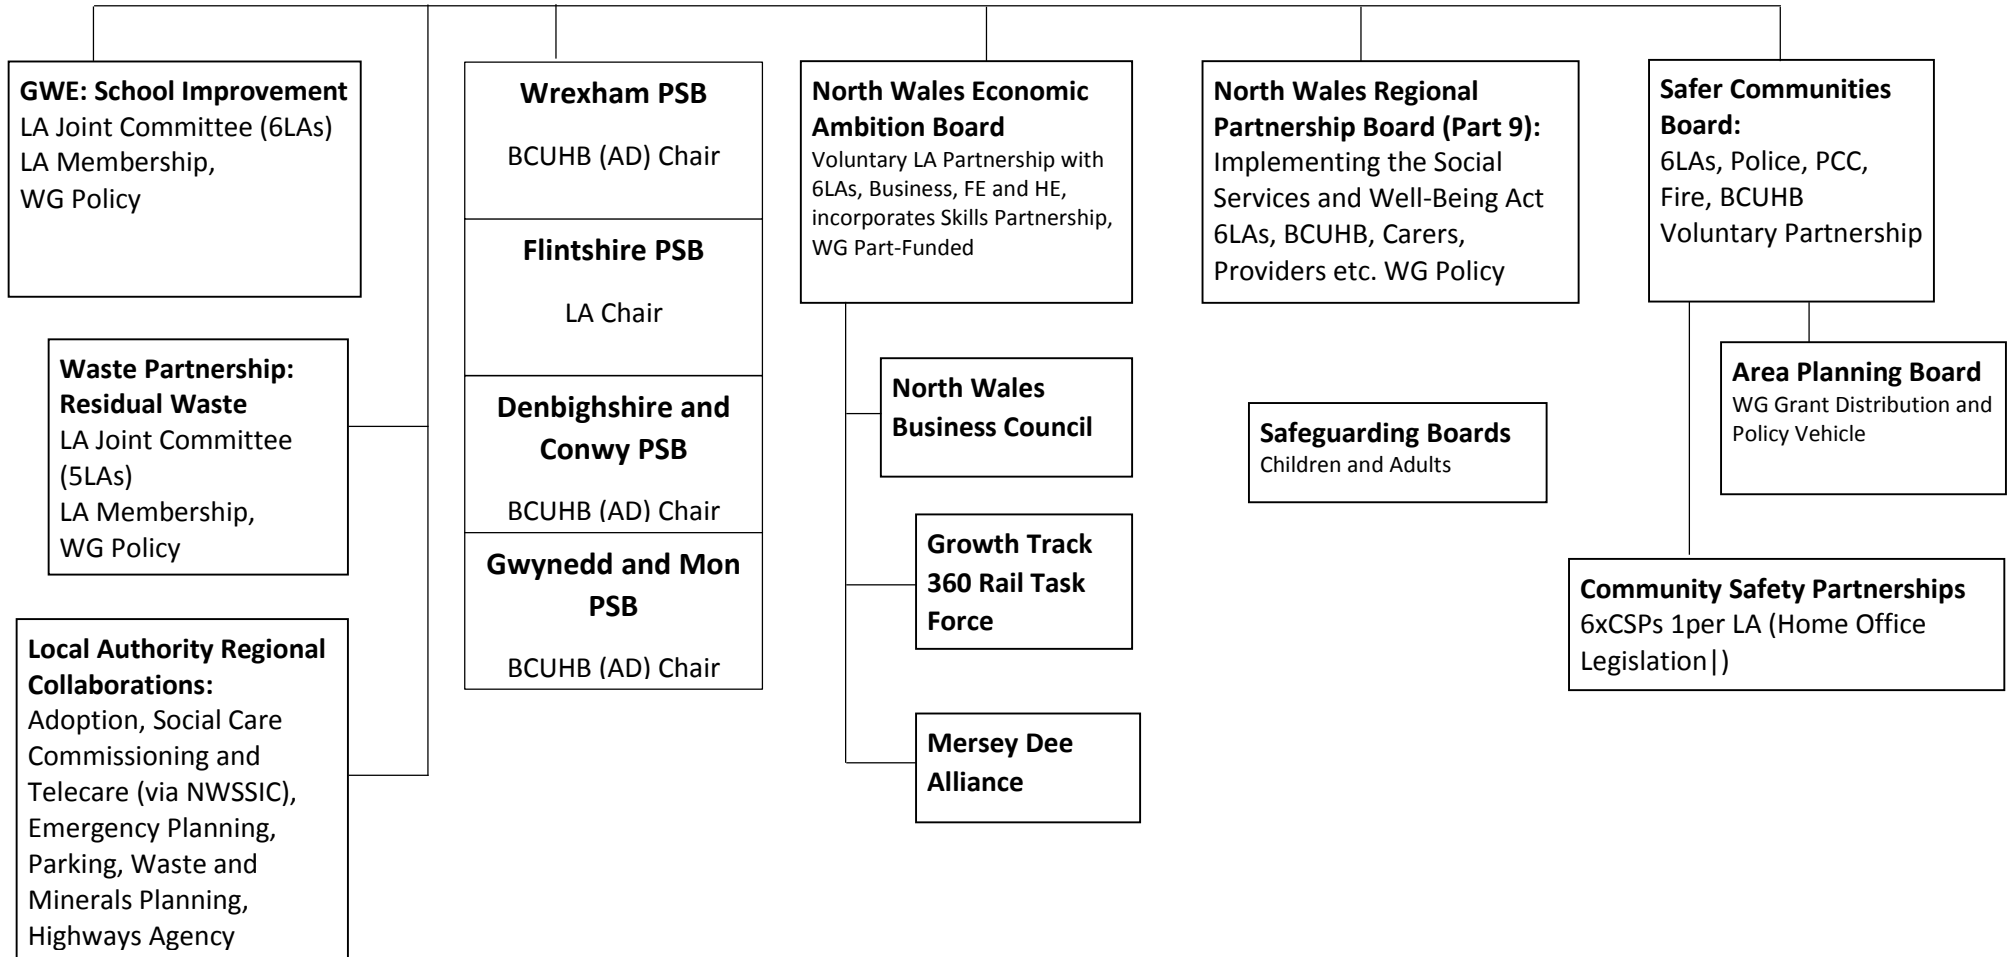 GWE: School Improvement
LA Joint Committee (6LAs)
LA Membership,
WG Policy
Waste Partnership:
Residual Waste
LA Joint Committee
(5LAs)
LA Membership,
WG Policy
Local Authority Regional
Collaborations:
Adoption, Social Care
Commissioning and
Telecare (via NWSSIC),
Emergency Planning,
Parking, Waste and
Minerals Planning,
Highways Agency
Wrexham PSB
BCUHB (AD) Chair
Flintshire PSB
LA Chair
Denbighshire and
Conwy PSB
BCUHB (AD) Chair
Gwynedd and Mon
PSB
BCUHB (AD) Chair
North Wales Economic
Ambition Board
Voluntary LA Partnership with
6LAs, Business, FE and HE,
incorporates Skills Partnership,
WG Part-Funded
North Wales
Business Council
Growth Track
360 Rail Task
Force
Mersey Dee
Alliance
North Wales Regional
Partnership Board (Part 9):
Implementing the Social
Services and Well-Being Act
6LAs, BCUHB, Carers,
Providers etc. WG Policy
Safeguarding Boards
Children and Adults
Safer Communities
Board:
6LAs, Police, PCC,
Fire, BCUHB
Voluntary Partnership
Area Planning Board
WG Grant Distribution and
Policy Vehicle
Community Safety Partnerships
6xCSPs 1per LA (Home Office
Legislation|)